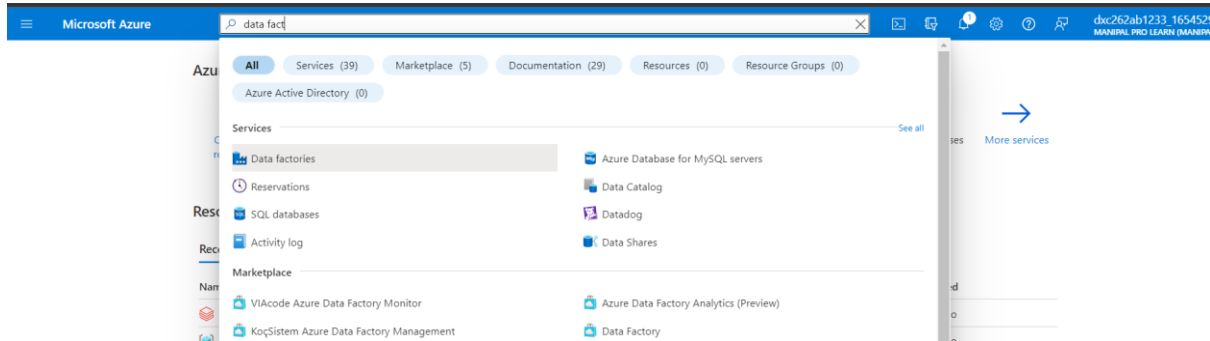 Microsoft Azure
data fact
1
dxc262ab1233_1654529
MANIPAL PRO LEARN (MANIPA
Azu
All
Services (39)
Marketplace (5)
Documentation (29)
Resources (0)
Resource Groups (0)
Azure Active Directory (0)
Services
See all
More services
Data factories
Azure Database for MySQL servers
Reservations
Data Catalog
SQL databases
Datadog
Activity log
Data Shares
Marketplace
VIAcode Azure Data Factory Monitor
Azure Data Factory Analytics (Preview)
KoçSistem Azure Data Factory Management
Data Factory